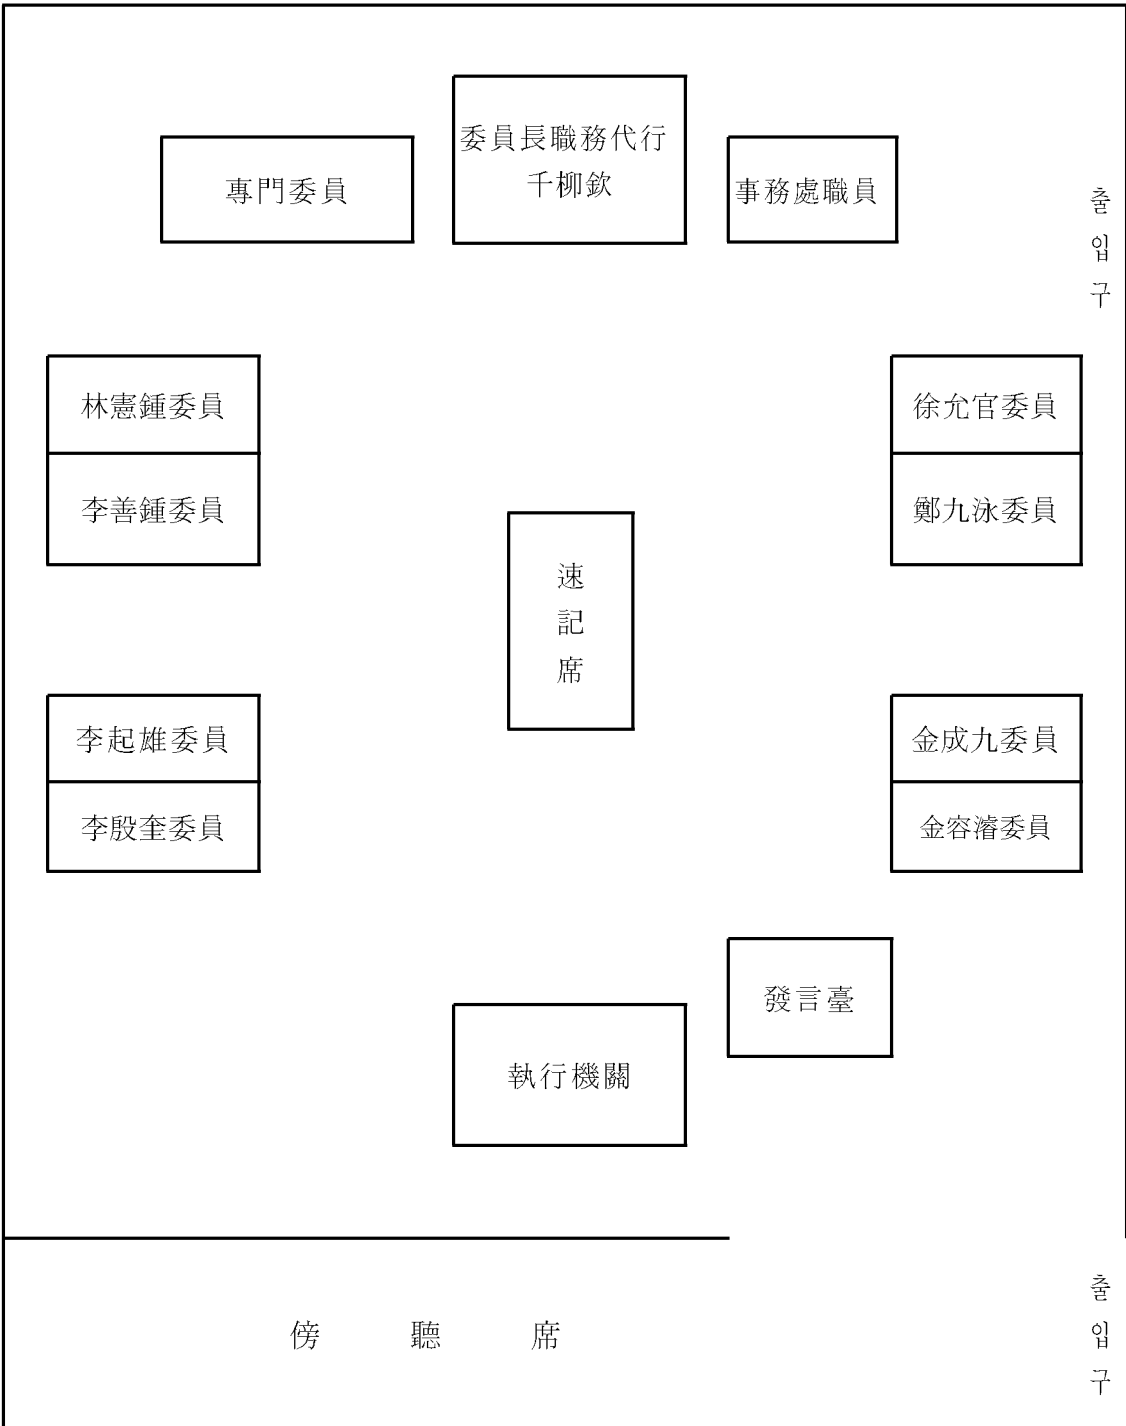 委員長職務代行
千柳欽
專門委員
事務處職員
출
입
구
林憲鍾委員
徐允官委員
李善鍾委員
鄭九泳委員
速
記
席
李起雄委員
金成九委員
李殷奎委員
金容濬委員
發言臺
執行機關
傍 聽 席
출
입
구